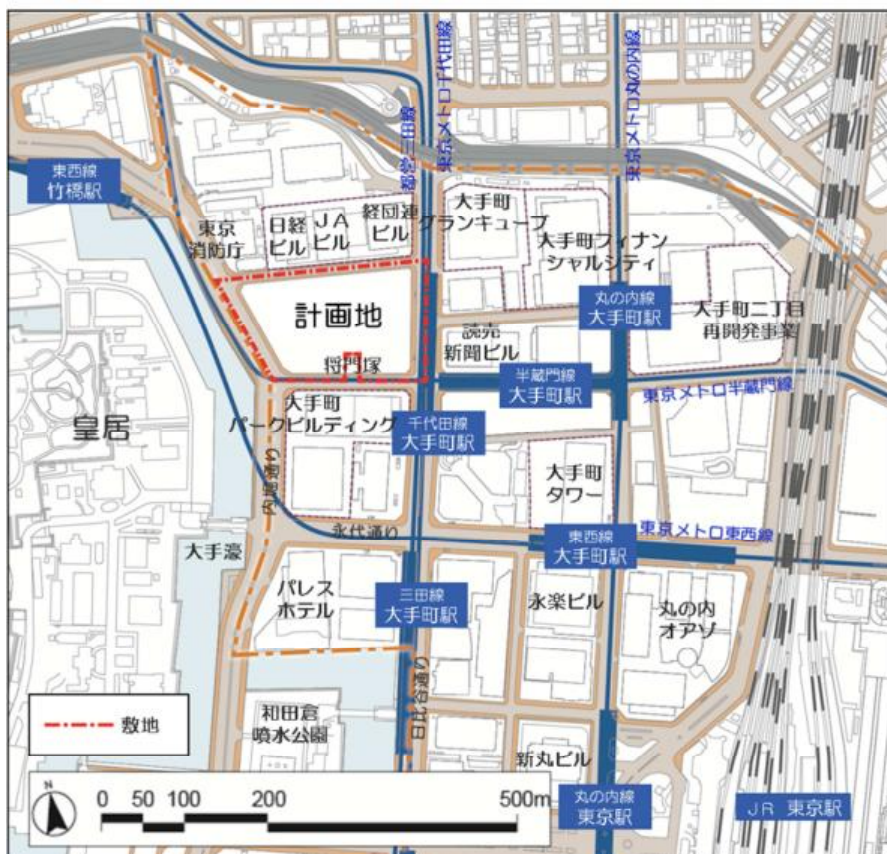 都営三田線
東京メトロ千代田線
東京メトロ丸の内線
東西線
竹橋駅
東京
消防庁
日経
ビル
JA
ビル
経団連
ビル
大手町
グランキューブ
大手町フィナン
シャルシティ
丸の内線
大手町駅
大手町二丁目
再開発事業
計画地
将門塚
読売
新聞ビル
半蔵門線
大手町駅
東京メトロ半蔵門線
皇居
大手町
パークビルディング
千代田線
大手町駅
内堀通り
大手町
タワー
永代通り
東京メトロ東西線
東西線
大手町駅
大手濠
パレス
ホテル
三田線
大手町駅
永楽ビル
丸の内
オアゾ
日比谷通り
和田倉
噴水公園
新丸ビル
丸の内線
東京駅
JR 東京駅
敷地
N
0 50 100 200 500m